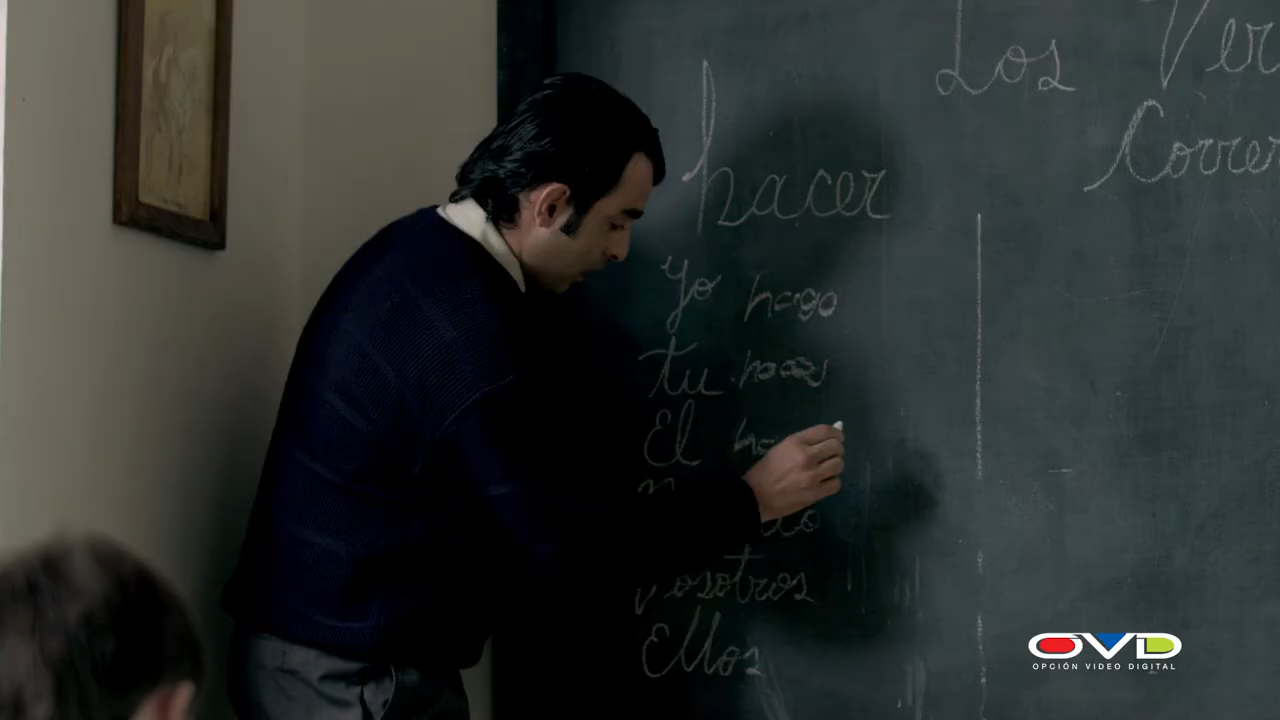 Los Ver
Correr
hacer
yo hago
tu haces
El
vosotros
Ellos
OVD
OPCIÓN VIDEO DIGITAL